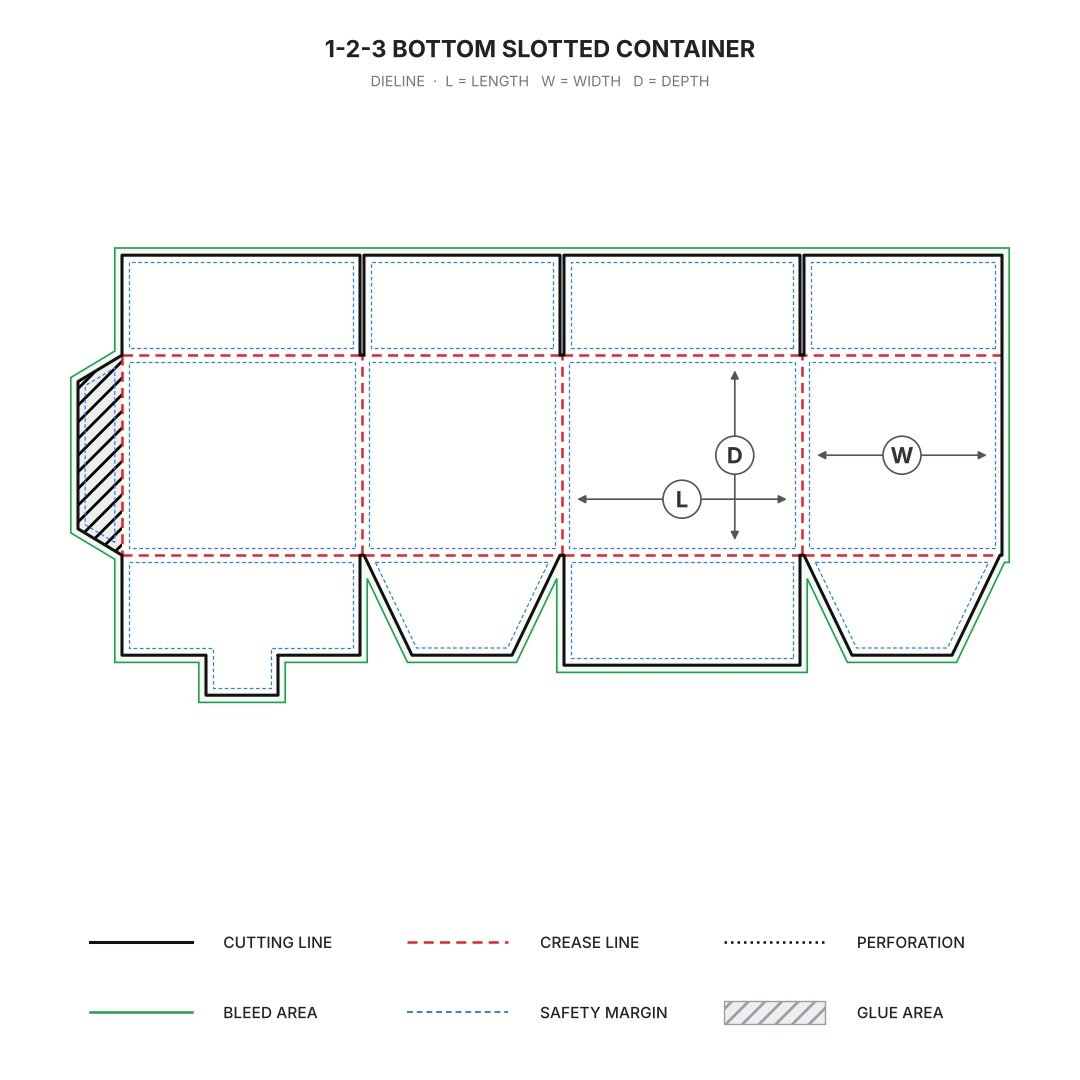 1-2-3 BOTTOM SLOTTED CONTAINER
DIELINE · L = LENGTH W = WIDTH D = DEPTH
D
W
L
CUTTING LINE
CREASE LINE
PERFORATION
BLEED AREA
SAFETY MARGIN
GLUE AREA